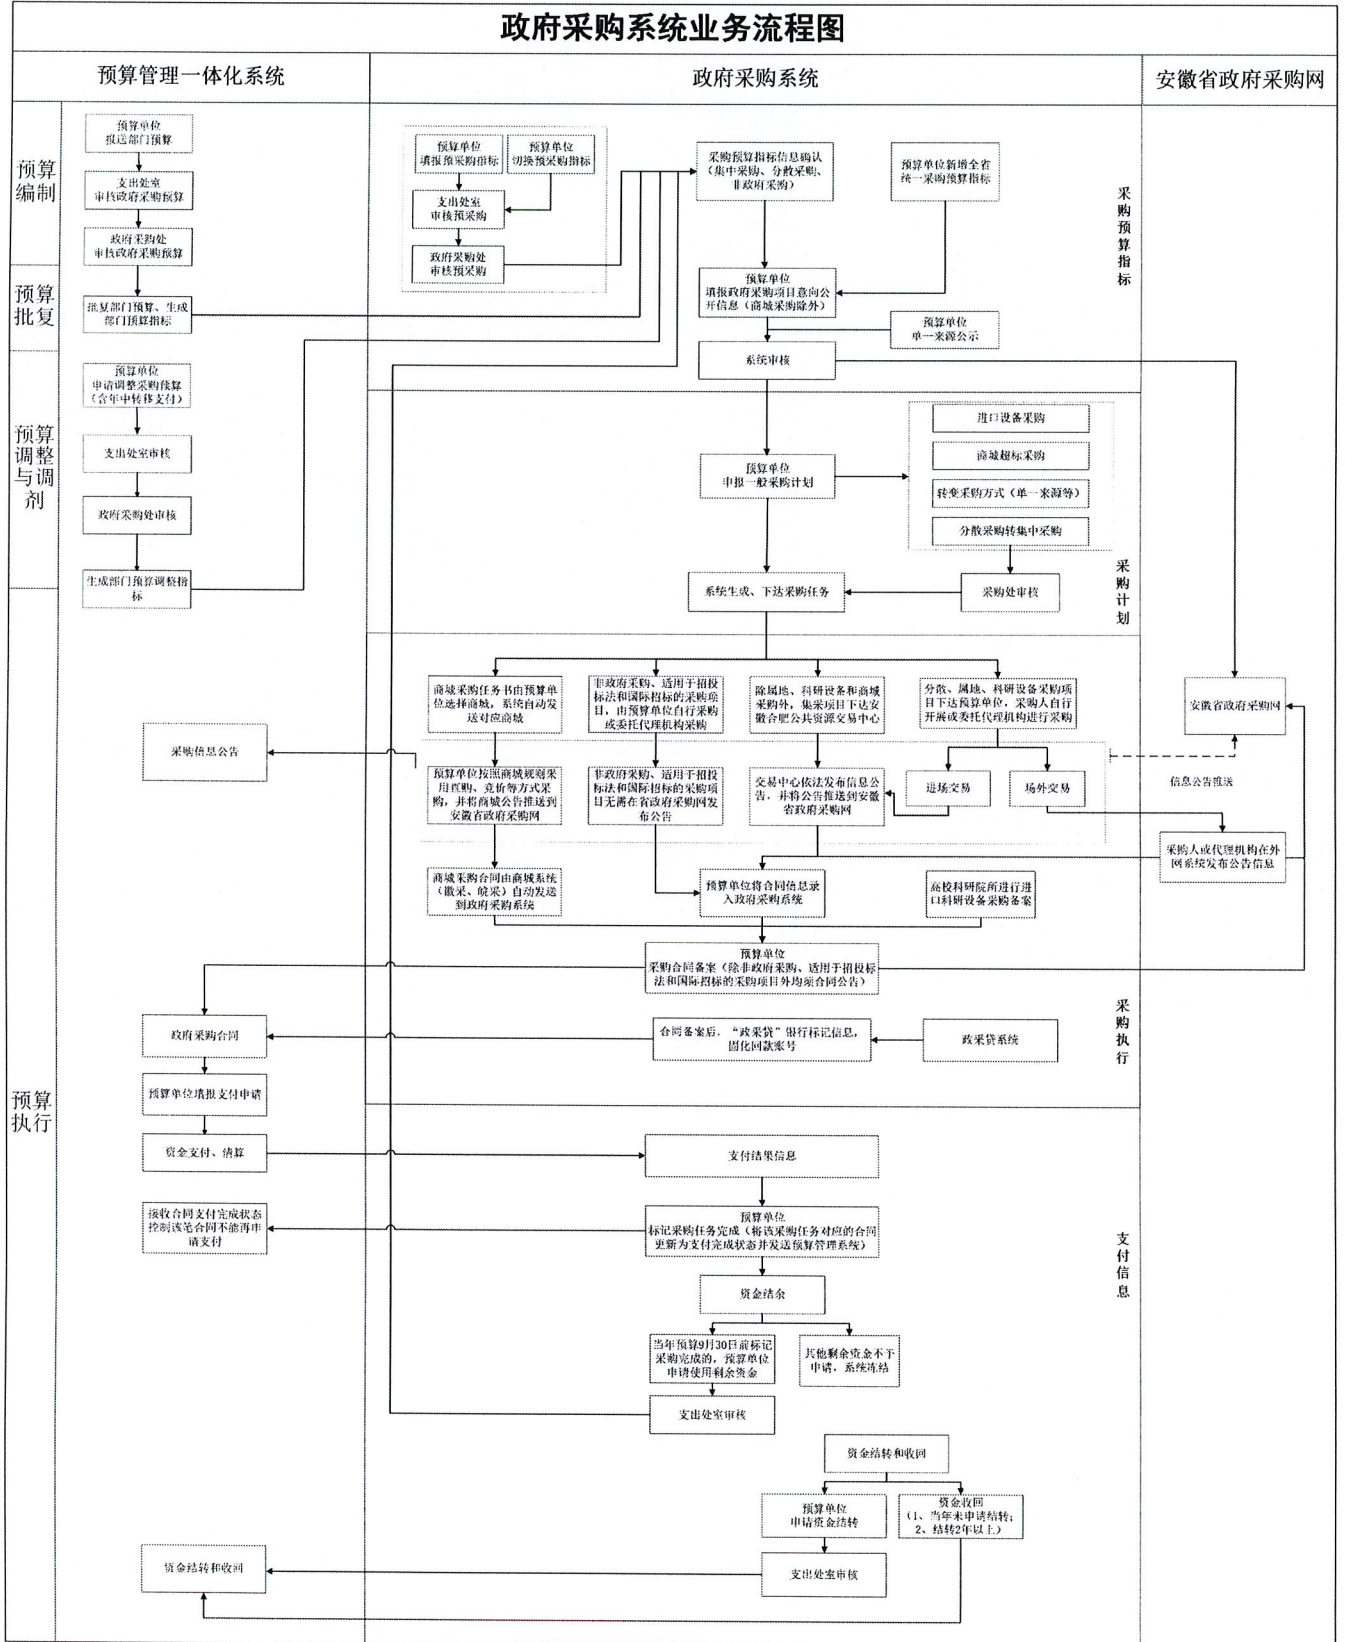 政府采购系统业务流程图
预算管理一体化系统
政府采购系统
安徽省政府采购网
预算
编制
预算
批复
预算
调整
与调
剂
预算
执行
预算单位
报送部门预算
支出处室
审核政府采购预算
政府采购处
审核政府采购预算
批复部门预算、生成
部门预算指标
预算单位
申请调整采购预算
（含年中转移支付）
支出处室审核
政府采购处审核
生成部门预算调整指
标
预算单位
填报预采购指标
预算单位
切换预采购指标
支出处室
审核预采购
政府采购处
审核预采购
采购预算指标信息确认
（集中采购、分散采购、
非政府采购）
预算单位新增全省
统一采购预算指标
预算单位
填报政府采购项目意向公
开信息（商城采购除外）
预算单位
单一来源公示
系统审核
采购预算指标
预算单位
申报一般采购计划
进口设备采购
商城超标采购
转变采购方式（单一来源等）
分散采购转集中采购
系统生成、下达采购任务
采购处审核
采购计划
商城采购任务书由预算单
位选择商城，系统自动发
送对应商城
非政府采购、适用于招投
标法和国际招标的采购项
目，由预算单位自行采购
或委托代理机构采购
除属地、科研设备和商城
采购外，集采项目下达安
徽合肥公共资源交易中心
分散、属地、科研设备采购项
目下达预算单位，采购人自行
开展或委托代理机构进行采购
安徽省政府采购网
采购信息公告
预算单位按照商城规则采
用直购、竞价等方式采
购，并将商城公告推送到
安徽省政府采购网
非政府采购、适用于招投
标法和国际招标的采购项
目无需在省政府采购网发
布公告
交易中心依法发布信息公
告，并将公告推送到安徽
省政府采购网
进场交易
场外交易
信息公告推送
采购人或代理机构在外
网系统发布公告信息
商城采购合同由商城系统
（徽采、皖采）自动发送
到政府采购系统
预算单位将合同信息录
入政府采购系统
高校科研院所进行进
口科研设备采购备案
预算单位
采购合同备案（除非政府采购、适用于招投标
法和国际招标的采购项目外均须合同公告）
采购执行
政府采购合同
合同备案后，“政采贷”银行标记信息，
固化回款账号
政采贷系统
预算单位填报支付申请
资金支付、清算
支付结果信息
接收合同支付完成状态
控制该笔合同不能再申
请支付
预算单位
标记采购任务完成（将该采购任务对应的合同
更新为支付完成状态并发送预算管理系统）
支付信息
资金结余
当年预算9月30日前标记
采购完成的，预算单位
申请使用剩余资金
其他剩余资金不予
申请，系统冻结
支出处室审核
资金结转和收回
预算单位
申请资金结转
资金收回
（1、当年未申请结转；
2、结转2年以上）
资金结转和收回
支出处室审核